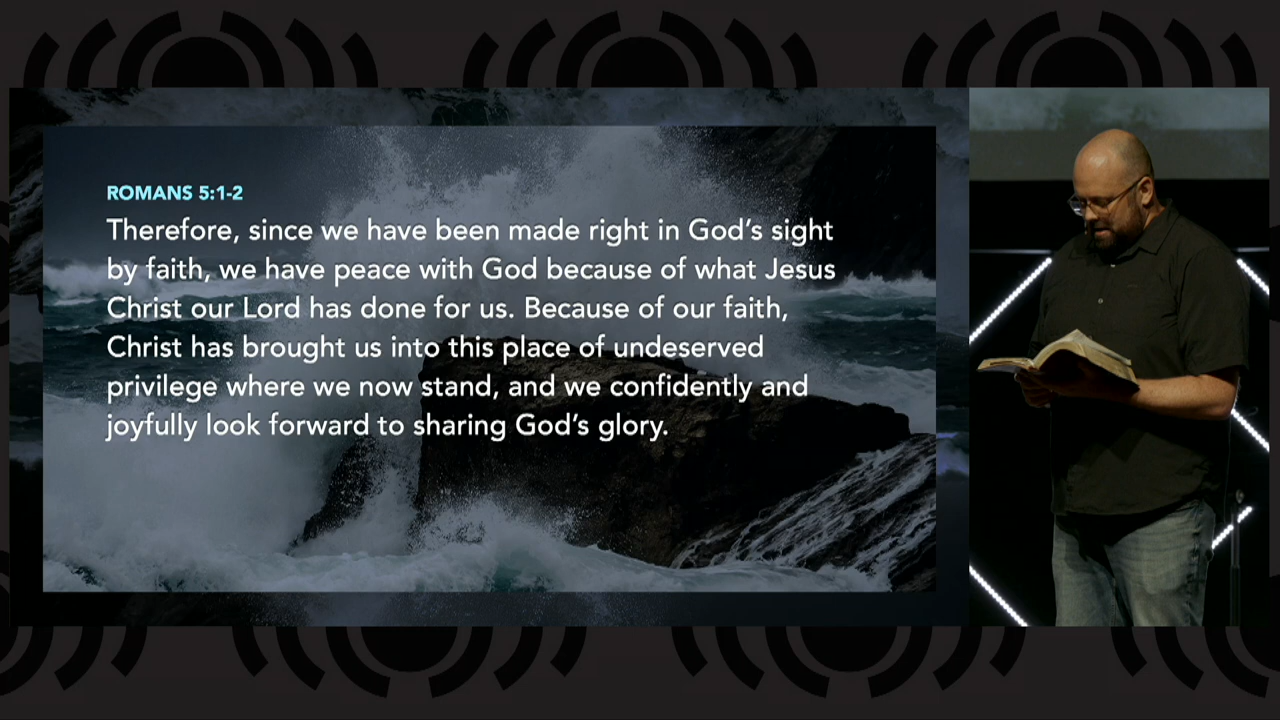 ROMANS 5:1-2
Therefore, since we have been made right in God's sight
by faith, we have peace with God because of what Jesus
Christ our Lord has done for us. Because of our faith,
Christ has brought us into this place of undeserved
privilege where we now stand, and we confidently and
joyfully look forward to sharing God's glory.